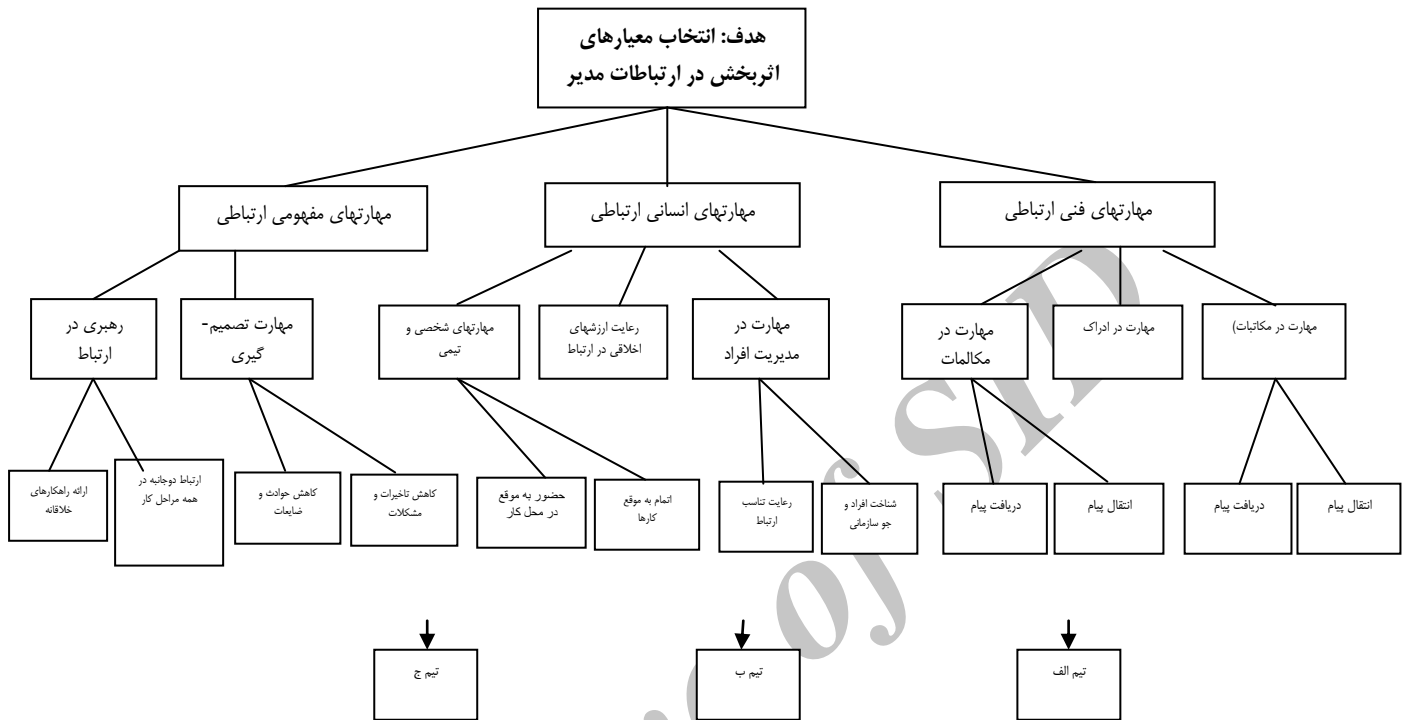 هدف: انتخاب معیارهای
اثربخش در ارتباطات مدیر
مهارتهای فنی ارتباطی
مهارتهای انسانی ارتباطی
مهارتهای مفهومی ارتباطی
مهارت در مکاتبات)
مهارت در ادراک
مهارت در
مکالمات
مهارت در
مدیریت افراد
رعایت ارزشهای
اخلاقی در ارتباط
مهارتهای شخصی و
تیمی
مهارت تصمیم-
گیری
رهبری در
ارتباط
انتقال پیام
دریافت پیام
انتقال پیام
دریافت پیام
شناخت افراد و
جو سازمانی
رعایت تناسب
ارتباط
اتمام به موقع
کارها
حضور به موقع
در محل کار
کاهش تاخیرات و
مشکلات
کاهش حوادث و
ضایعات
ارتباط دوجانبه در
همه مراحل کار
ارائه راهکارهای
خلاقانه
تیم الف
تیم ب
تیم ج
of SID